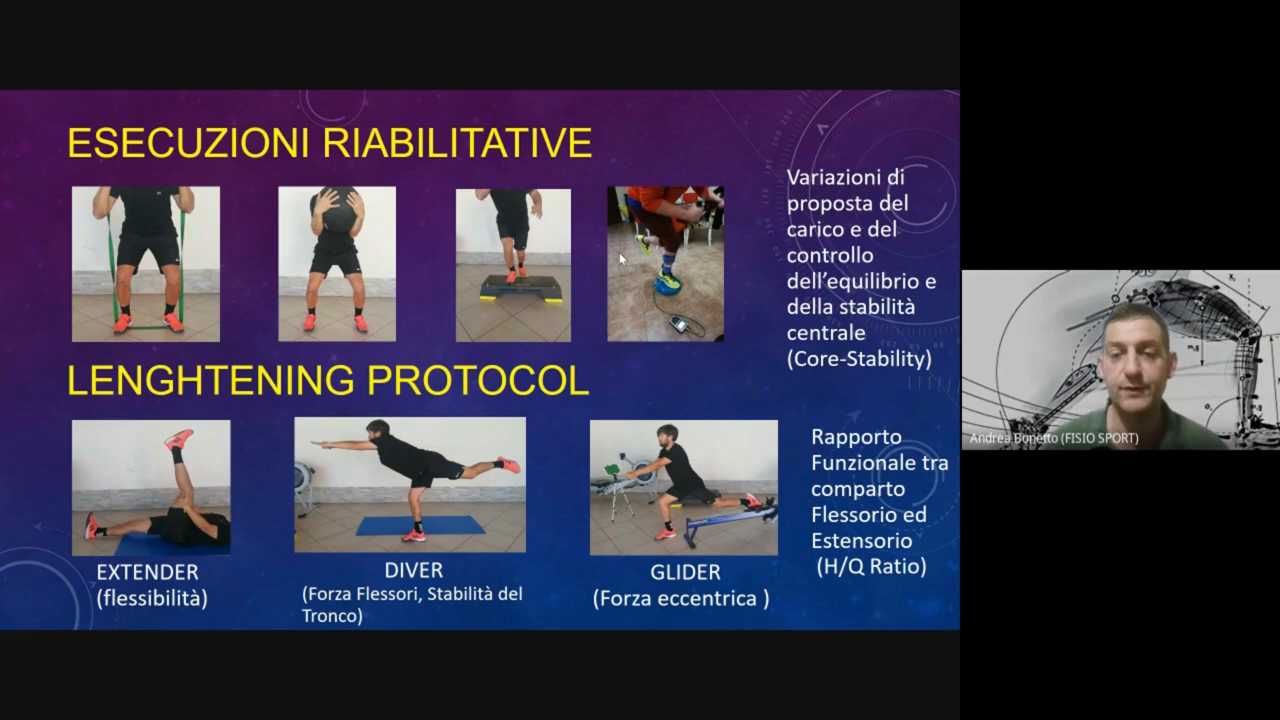 ESECUZIONI RIABILITATIVE
Variazioni di
proposta del
carico e del
controllo
dell'equilibrio e
della stabilità
centrale
(Core-Stability)
LENGHTENING PROTOCOL
EXTENDER
(flessibilità)
DIVER
(Forza Flessori, Stabilità del
Tronco)
GLIDER
(Forza eccentrica )
Rapporto
Funzionale tra
comparto
Flessorio ed
Estensorio
(H/Q Ratio)
Andrea Bonetto (FISIO SPORT)